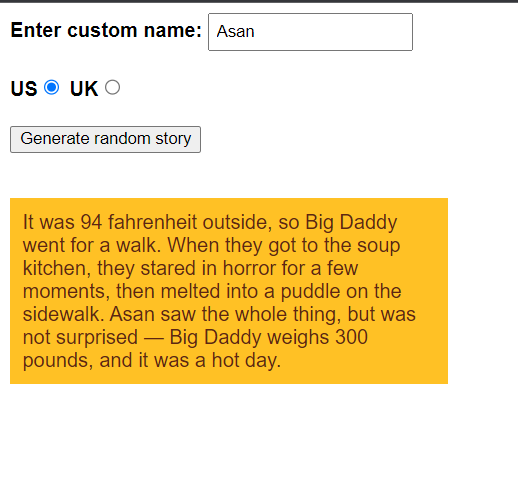 Enter custom name: Asan
US UK
Generate random story
It was 94 fahrenheit outside, so Big Daddy
went for a walk. When they got to the soup
kitchen, they stared in horror for a few
moments, then melted into a puddle on the
sidewalk. Asan saw the whole thing, but was
not surprised — Big Daddy weighs 300
pounds, and it was a hot day.